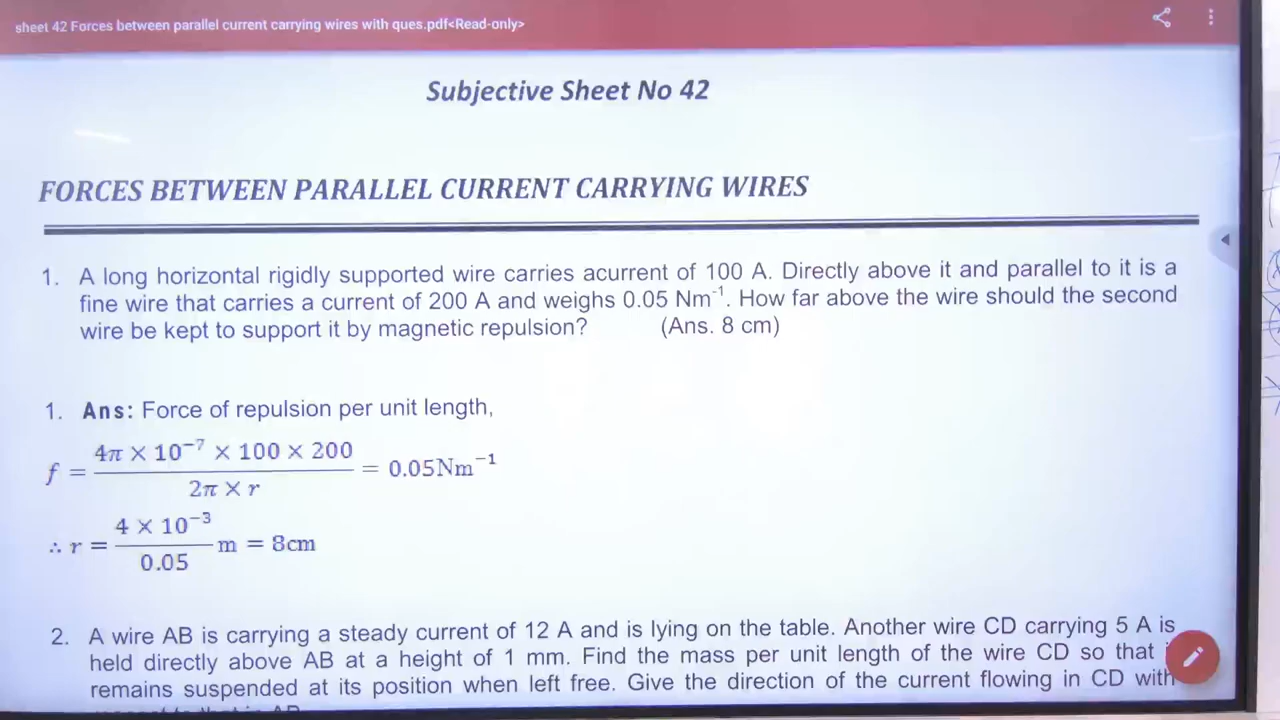 sheet 42 Forces between parallel current carrying wires with ques.pdf<Read-only>
Subjective Sheet No 42
FORCES BETWEEN PARALLEL CURRENT CARRYING WIRES
1. A long horizontal rigidly supported wire carries acurrent of 100 A. Directly above it and parallel to it is a
fine wire that carries a current of 200 A and weighs 0.05 Nm⁻¹. How far above the wire should the second
wire be kept to support it by magnetic repulsion? (Ans. 8 cm)
1. Ans: Force of repulsion per unit length,
f = 4π × 10⁻⁷ × 100 × 200 / 2π × r = 0.05Nm⁻¹
∴ r = 4 × 10⁻³ / 0.05 m = 8cm
2. A wire AB is carrying a steady current of 12 A and is lying on the table. Another wire CD carrying 5 A is
held directly above AB at a height of 1 mm. Find the mass per unit length of the wire CD so that
remains suspended at its position when left free. Give the direction of the current flowing in CD with